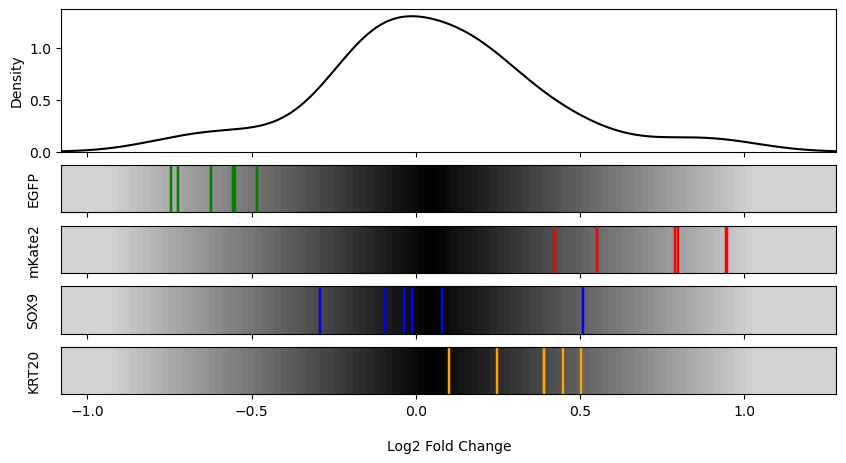 Density
1.0
0.5
0.0
EGFP
mKate2
SOX9
KRT20
−1.0 −0.5 0.0 0.5 1.0
Log2 Fold Change